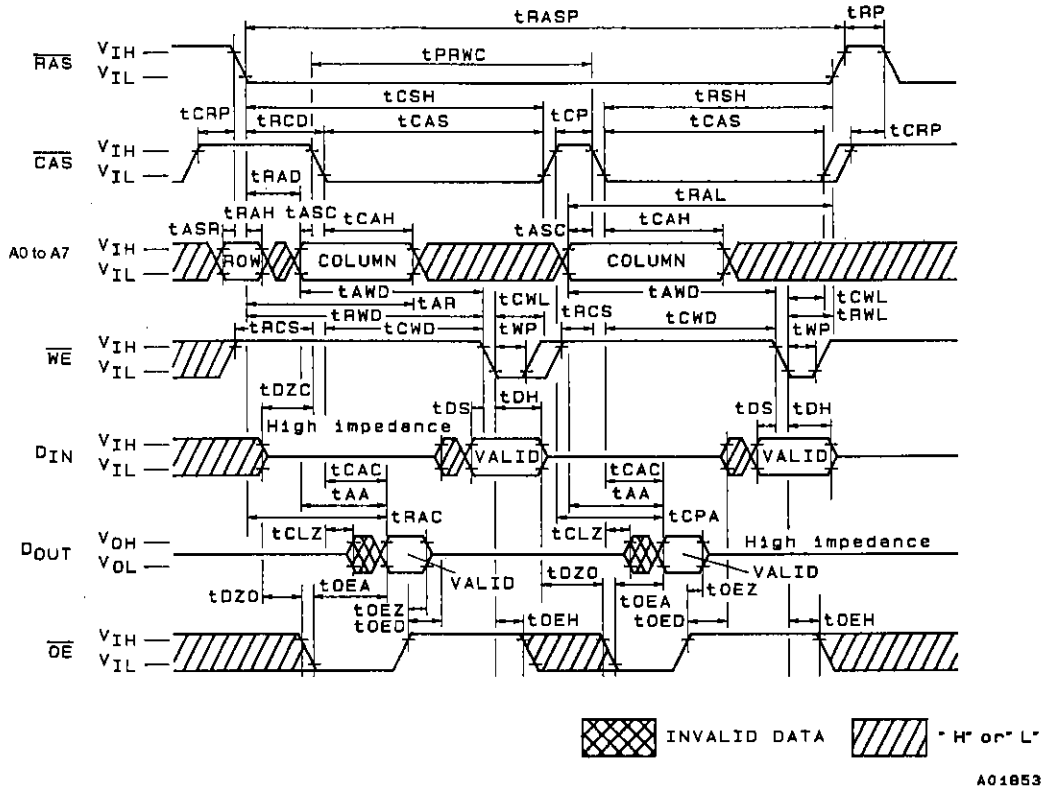 tRASP
tRP
RAS
VIH
VIL
tPRWC
tCSH
tRSH
tCRP
tRCD
tCAS
tCP
tCAS
tCRP
CAS
VIH
VIL
tRAD
tRAL
tASR
tRAH
tASC
tCAH
tASC
tCAH
A0 to A7
VIH
VIL
ROW
COLUMN
COLUMN
tAWD
tAR
tCWL
tAWD
tCWL
tRWD
tRCS
tRWL
tRCS
tCWD
tWP
tCWD
tWP
WE
VIH
VIL
tDZC
tDS
tDH
tDS
tDH
High impedance
DIN
VIH
VIL
VALID
VALID
tCAC
tCAC
tAA
tAA
tRAC
tCPA
tCLZ
tCLZ
DOUT
VOH
VOL
High impedance
VALID
VALID
tDZO
tOEA
tDZO
tOEA
tOEZ
tOEZ
tOED
tOEH
tOED
tOEH
OE
VIH
VIL
INVALID DATA
"H" or "L"
A01853